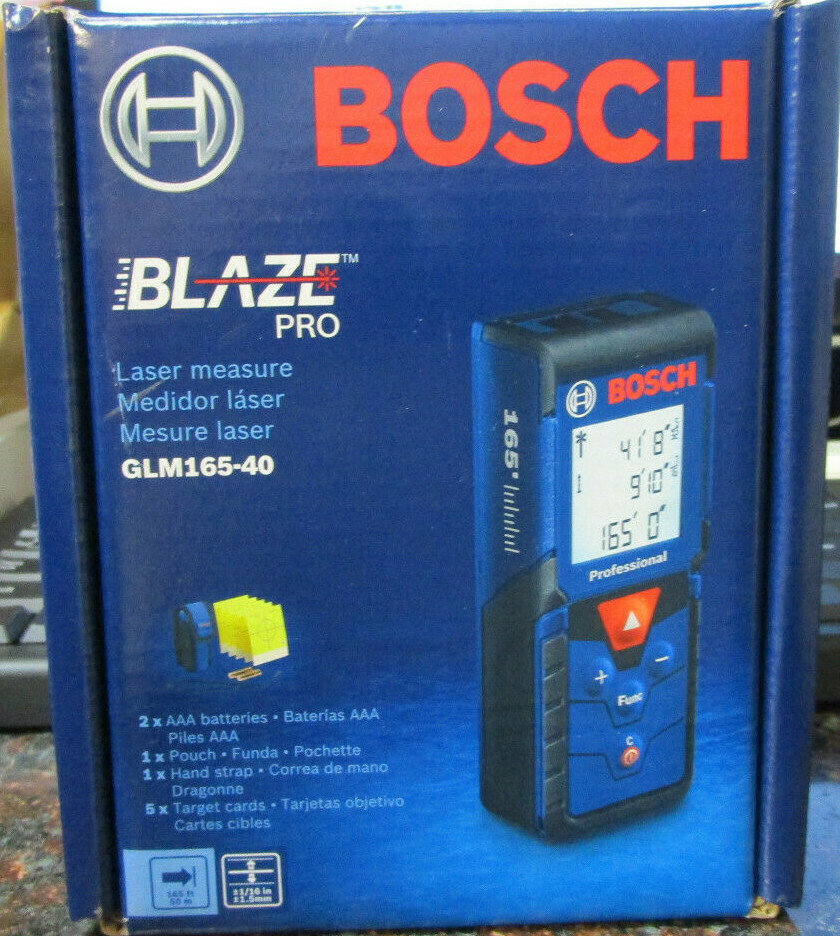 BOSCH
BLAZE™
PRO
Laser measure
Medidor láser
Mesure laser
GLM165-40
165'
BOSCH
4' 8"
9' 0"
165' 0"
Professional
+
−
Func
C
2 x AAA batteries • Baterías AAA
Piles AAA
1 x Pouch • Funda • Pochette
1 x Hand strap • Correa de mano
Dragonne
5 x Target cards • Tarjetas objetivo
Cartes cibles
165 ft
50 m
±1/16 in
±1.5mm